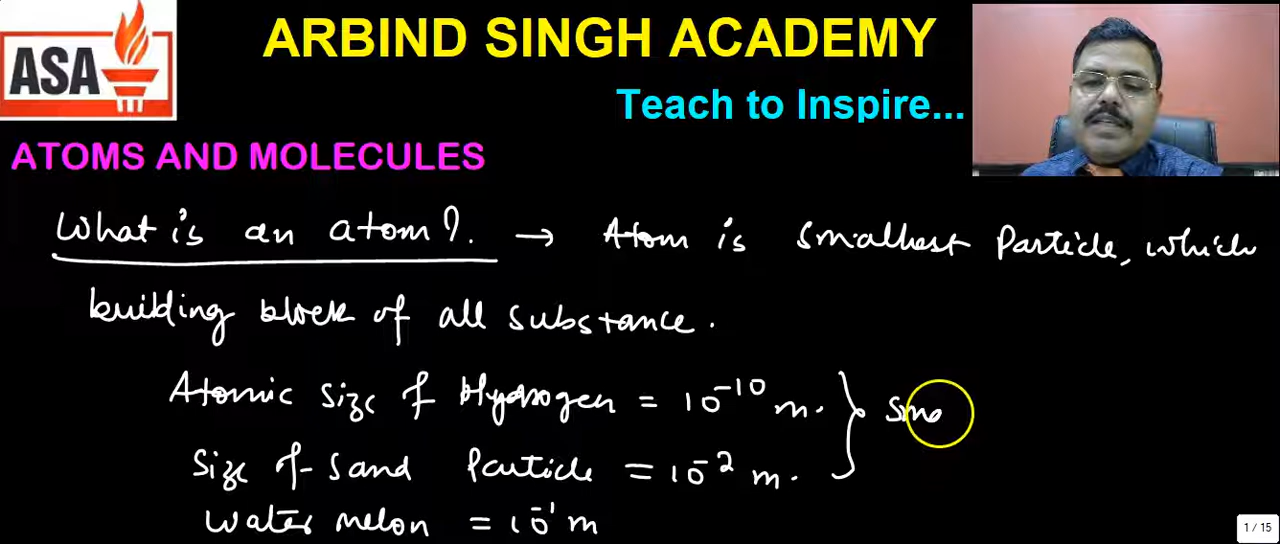 ASA
ARBIND SINGH ACADEMY
Teach to Inspire...
ATOMS AND MOLECULES
What is an atom?. → Atom is smallest Particle, which
building block of all substance.
Atomic size of Hydrogen = 10⁻¹⁰ m.
Size of Sand Particle = 10⁻² m.
Water melon = 10⁻¹ m
1 / 15